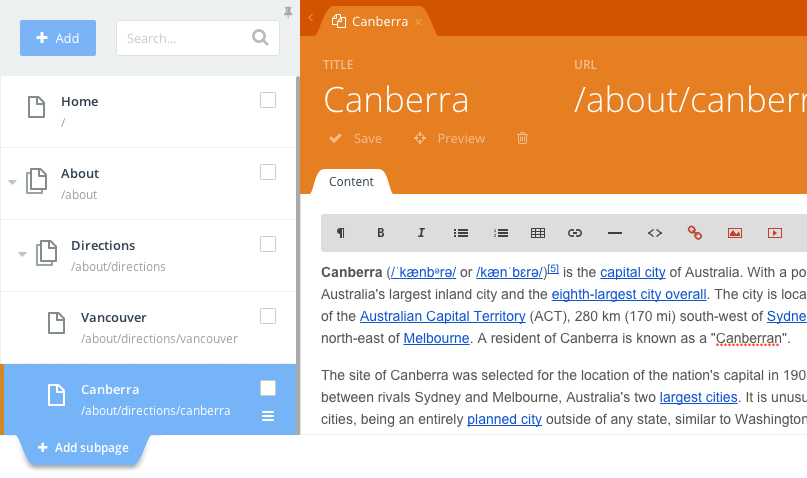 Add
Search...
Home
/
About
/about
Directions
/about/directions
Vancouver
/about/directions/vancouver
Canberra
/about/directions/canberra
Add subpage
Canberra ×
TITLE
URL
Canberra
/about/canberr
Save
Preview
Content
¶ B I
Canberra (/ˈkænbᵊrə/ or /kænˈbɛrə/)[5] is the capital city of Australia. With a po
Australia's largest inland city and the eighth-largest city overall. The city is loca
of the Australian Capital Territory (ACT), 280 km (170 mi) south-west of Sydne
north-east of Melbourne. A resident of Canberra is known as a "Canberran".
The site of Canberra was selected for the location of the nation's capital in 190
between rivals Sydney and Melbourne, Australia's two largest cities. It is unusu
cities, being an entirely planned city outside of any state, similar to Washington